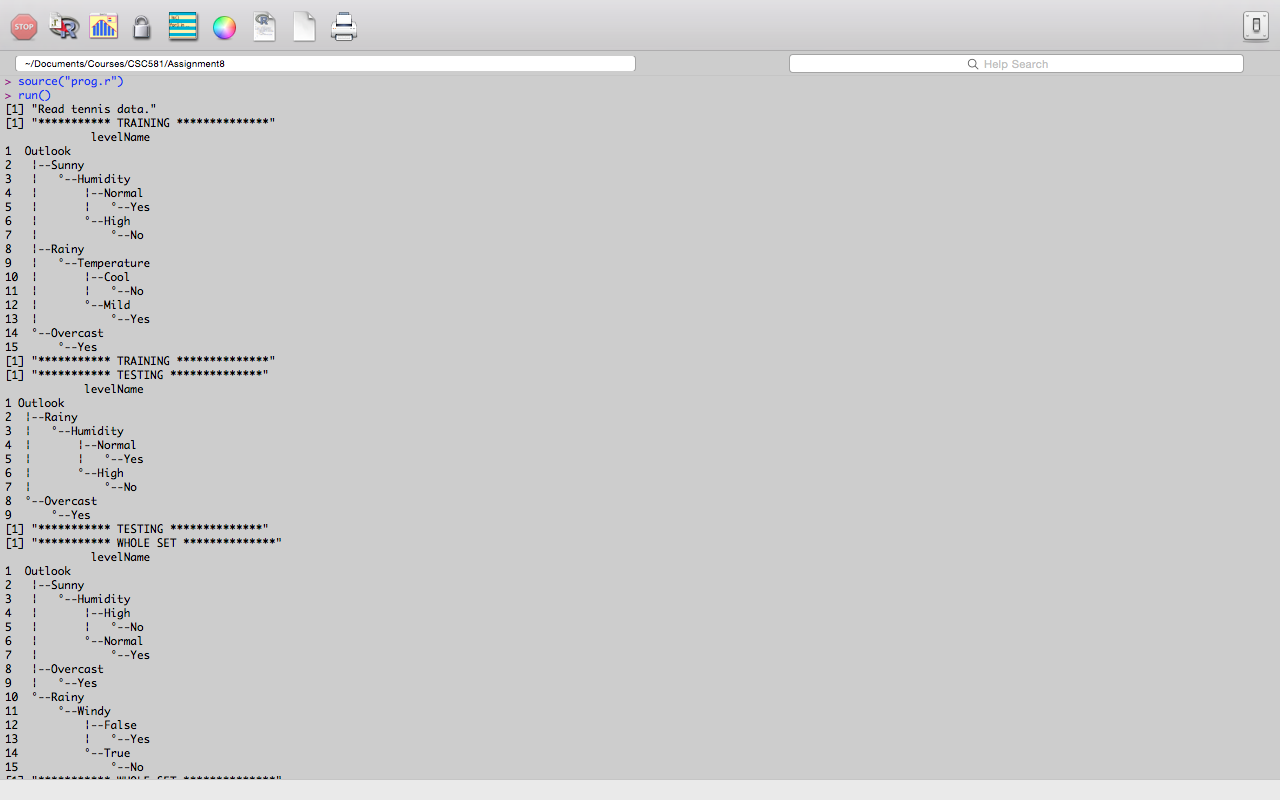 STOP
~/Documents/Courses/CSC581/Assignment8
Help Search
> source("prog.r")
> run()
[1] "Read tennis data."
[1] "*********** TRAINING **************"
             levelName
1  Outlook
2   ¦--Sunny
3   ¦   °--Humidity
4   ¦       ¦--Normal
5   ¦       ¦   °--Yes
6   ¦       °--High
7   ¦           °--No
8   ¦--Rainy
9   ¦   °--Temperature
10  ¦       ¦--Cool
11  ¦       ¦   °--No
12  ¦       °--Mild
13  ¦           °--Yes
14  °--Overcast
15      °--Yes
[1] "*********** TRAINING **************"
[1] "*********** TESTING **************"
            levelName
1 Outlook
2  ¦--Rainy
3  ¦   °--Humidity
4  ¦       ¦--Normal
5  ¦       ¦   °--Yes
6  ¦       °--High
7  ¦           °--No
8  °--Overcast
9      °--Yes
[1] "*********** TESTING **************"
[1] "*********** WHOLE SET **************"
             levelName
1  Outlook
2   ¦--Sunny
3   ¦   °--Humidity
4   ¦       ¦--High
5   ¦       ¦   °--No
6   ¦       °--Normal
7   ¦           °--Yes
8   ¦--Overcast
9   ¦   °--Yes
10  °--Rainy
11      °--Windy
12          ¦--False
13          ¦   °--Yes
14          °--True
15              °--No
[1] "*********** WHOLE SET **************"